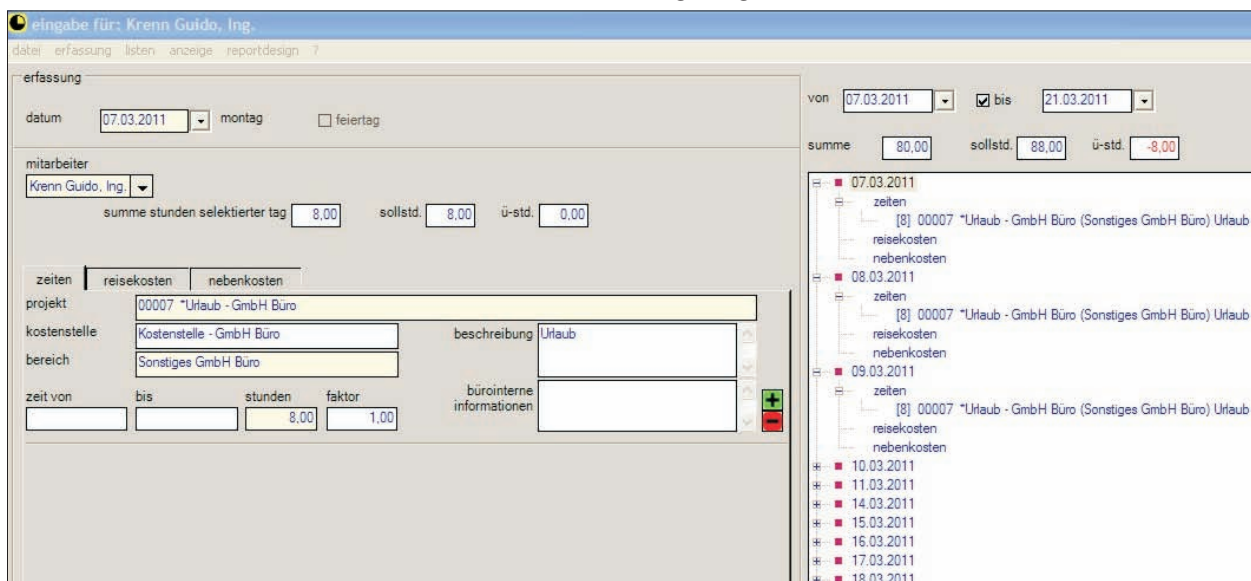 eingabe für: Krenn Guido, Ing.
datei erfassung listen anzeige reportdesign ?
erfassung
datum 07.03.2011 montag feiertag
mitarbeiter
Krenn Guido, Ing.
summe stunden selektierter tag 8,00 sollstd. 8,00 ü-std. 0,00
zeiten reisekosten nebenkosten
projekt 00007 *Urlaub - GmbH Büro
kostenstelle Kostenstelle - GmbH Büro beschreibung Urlaub
bereich Sonstiges GmbH Büro
zeit von bis stunden faktor bürointerne
informationen
8,00 1,00
von 07.03.2011 bis 21.03.2011
summe 80,00 sollstd. 88,00 ü-std. -8,00
07.03.2011
zeiten
[8] 00007 *Urlaub - GmbH Büro (Sonstiges GmbH Büro) Urlaub
reisekosten
nebenkosten
08.03.2011
zeiten
[8] 00007 *Urlaub - GmbH Büro (Sonstiges GmbH Büro) Urlaub
reisekosten
nebenkosten
09.03.2011
zeiten
[8] 00007 *Urlaub - GmbH Büro (Sonstiges GmbH Büro) Urlaub
reisekosten
nebenkosten
10.03.2011
11.03.2011
14.03.2011
15.03.2011
16.03.2011
17.03.2011
18.03.2011